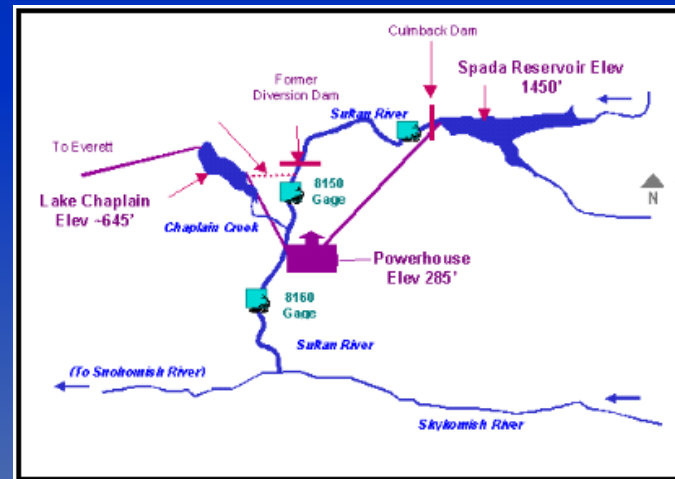 Culmback Dam
Spada Reservoir Elev
1450'
Former
Diversion Dam
Sultan River
To Everett
8150
Gage
Lake Chaplain
Elev ~645'
Chaplain Creek
N
Powerhouse
Elev 285'
8160
Gage
Sultan River
(To Snohomish River)
Skykomish River